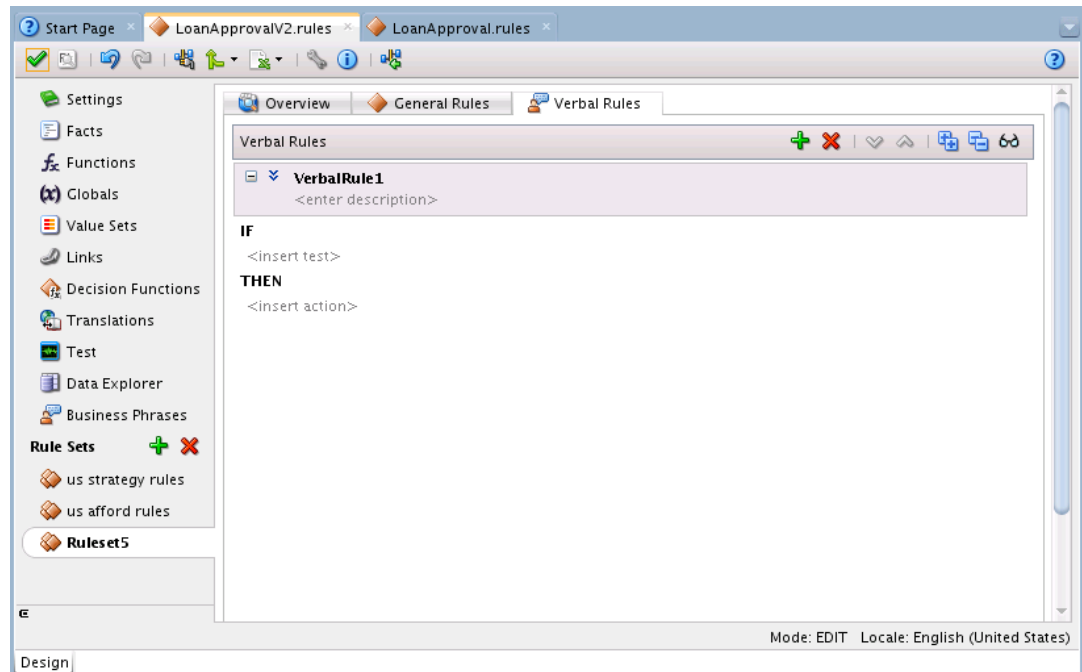 Start Page LoanApprovalV2.rules LoanApproval.rules
Settings
Facts
Functions
Globals
Value Sets
Links
Decision Functions
Translations
Test
Data Explorer
Business Phrases
Rule Sets
us strategy rules
us afford rules
Ruleset5
Overview General Rules Verbal Rules
Verbal Rules
VerbalRule1
<enter description>
IF
<insert test>
THEN
<insert action>
Mode: EDIT Locale: English (United States)
Design